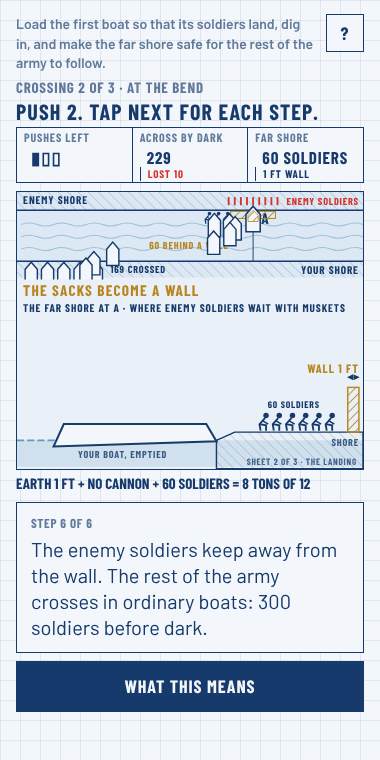 Load the first boat so that its soldiers land, dig
in, and make the far shore safe for the rest of the
army to follow.
?
CROSSING 2 OF 3 · AT THE BEND
PUSH 2. TAP NEXT FOR EACH STEP.
PUSHES LEFT
ACROSS BY DARK
229
LOST 10
FAR SHORE
60 SOLDIERS
1 FT WALL
ENEMY SHORE
ENEMY SOLDIERS
A
60 BEHIND A
169 CROSSED
YOUR SHORE
THE SACKS BECOME A WALL
THE FAR SHORE AT A · WHERE ENEMY SOLDIERS WAIT WITH MUSKETS
WALL 1 FT
60 SOLDIERS
SHORE
YOUR BOAT, EMPTIED
SHEET 2 OF 3 · THE LANDING
EARTH 1 FT + NO CANNON + 60 SOLDIERS = 8 TONS OF 12
STEP 6 OF 6
The enemy soldiers keep away from
the wall. The rest of the army
crosses in ordinary boats: 300
soldiers before dark.
WHAT THIS MEANS